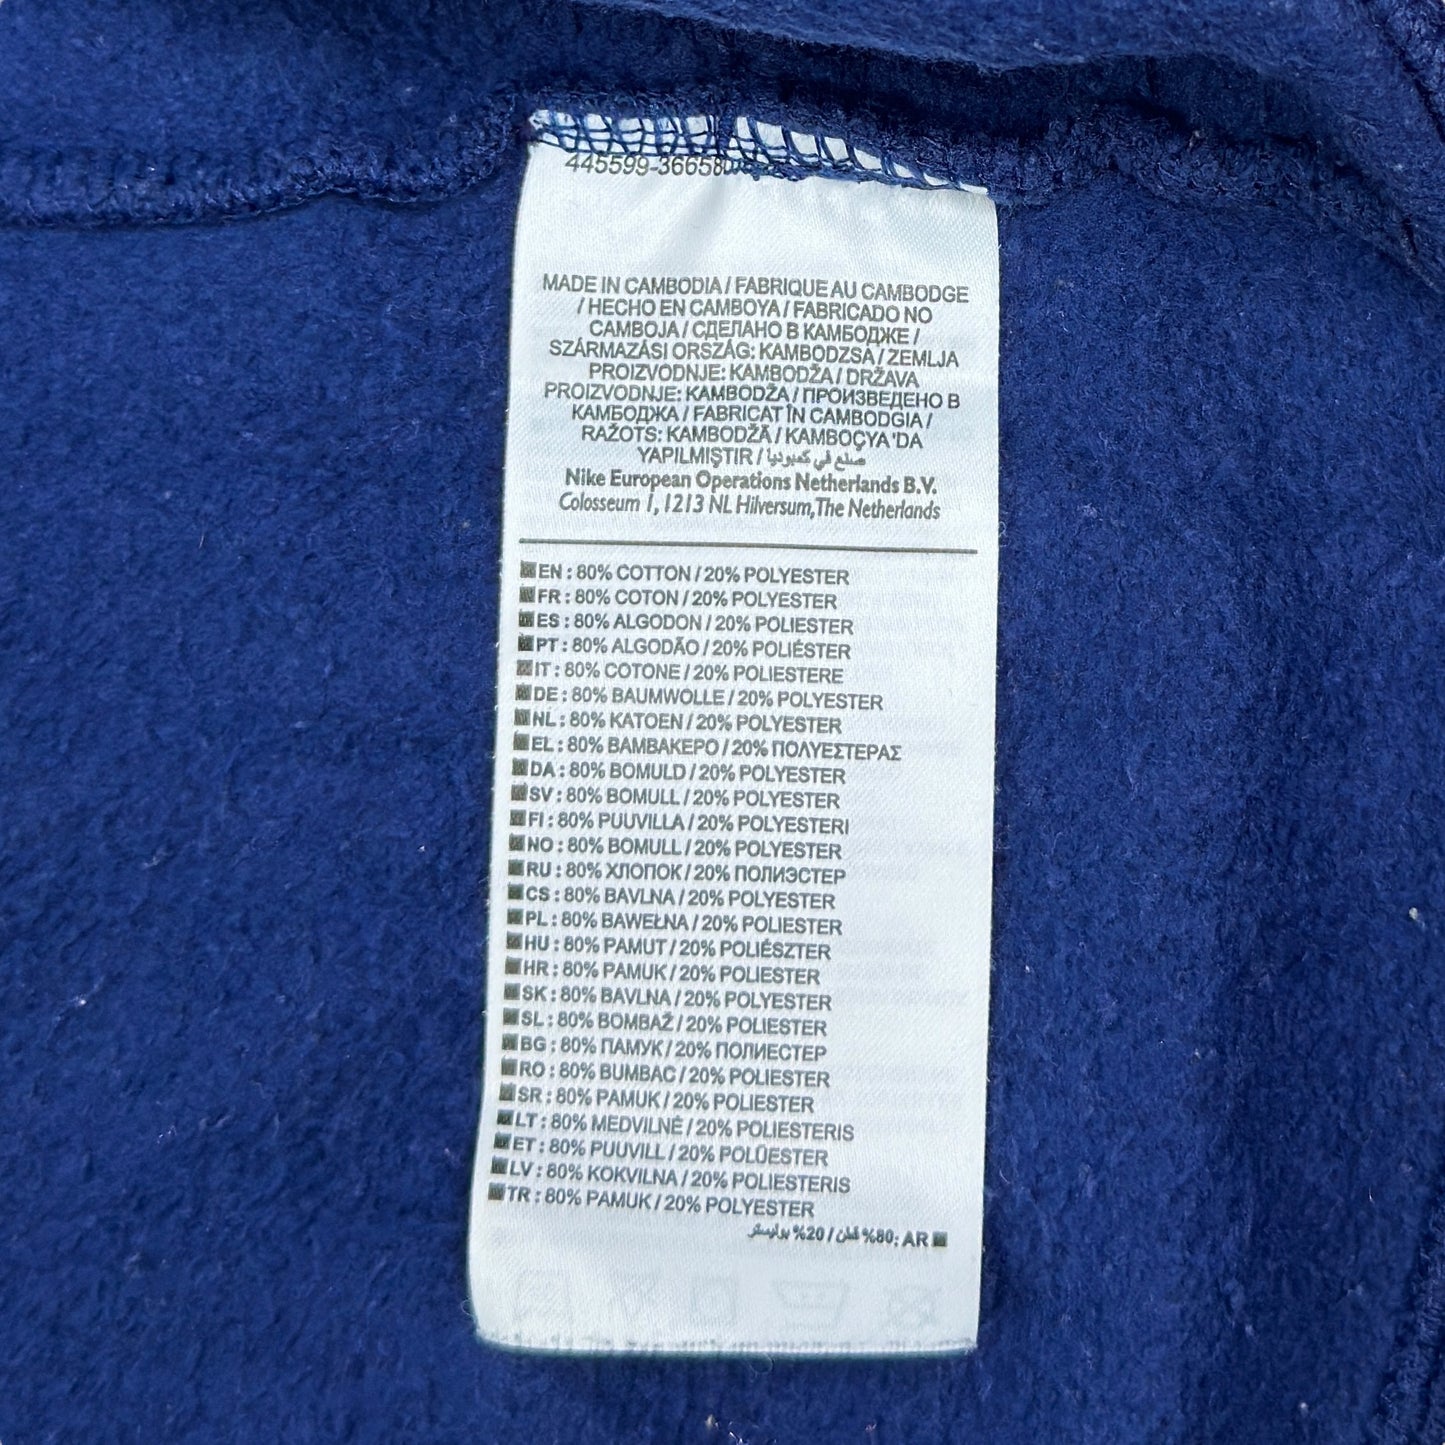 445599-36658
MADE IN CAMBODIA / FABRIQUE AU CAMBODGE
/ HECHO EN CAMBOYA / FABRICADO NO
CAMBOJA / СДЕЛАНО В КАМБОДЖЕ /
SZÁRMAZÁSI ORSZÁG: KAMBODZSA / ZEMLJA
PROIZVODNJE: KAMBODŽA / DRŽAVA
PROIZVODNJE: KAMBODŽA / ПРОИЗВЕДЕНО В
КАМБОДЖА / FABRICAT ÎN CAMBODGIA /
RAŽOTS: KAMBODŽĀ / KAMBOÇYA 'DA
YAPILMIŞTIR / صنع في كمبوديا
Nike European Operations Netherlands B.V.
Colosseum 1, 1213 NL Hilversum, The Netherlands
EN : 80% COTTON / 20% POLYESTER
FR : 80% COTON / 20% POLYESTER
ES : 80% ALGODON / 20% POLIESTER
PT : 80% ALGODÃO / 20% POLIÉSTER
IT : 80% COTONE / 20% POLIESTERE
DE : 80% BAUMWOLLE / 20% POLYESTER
NL : 80% KATOEN / 20% POLYESTER
EL : 80% ΒΑΜΒΑΚΕΡΟ / 20% ΠΟΛΥΕΣΤΕΡΑΣ
DA : 80% BOMULD / 20% POLYESTER
SV : 80% BOMULL / 20% POLYESTER
FI : 80% PUUVILLA / 20% POLYESTERI
NO : 80% BOMULL / 20% POLYESTER
RU : 80% ХЛОПОК / 20% ПОЛИЭСТЕР
CS : 80% BAVLNA / 20% POLYESTER
PL : 80% BAWEŁNA / 20% POLIESTER
HU : 80% PAMUT / 20% POLIÉSZTER
HR : 80% PAMUK / 20% POLIESTER
SK : 80% BAVLNA / 20% POLYESTER
SL : 80% BOMBAŽ / 20% POLIESTER
BG : 80% ПАМУК / 20% ПОЛИЕСТЕР
RO : 80% BUMBAC / 20% POLIESTER
SR : 80% PAMUK / 20% POLIESTER
LT : 80% MEDVILNĖ / 20% POLIESTERIS
ET : 80% PUUVILL / 20% POLÜESTER
LV : 80% KOKVILNA / 20% POLIESTERIS
TR : 80% PAMUK / 20% POLYESTER
AR :80% قطن / 20% بوليستر